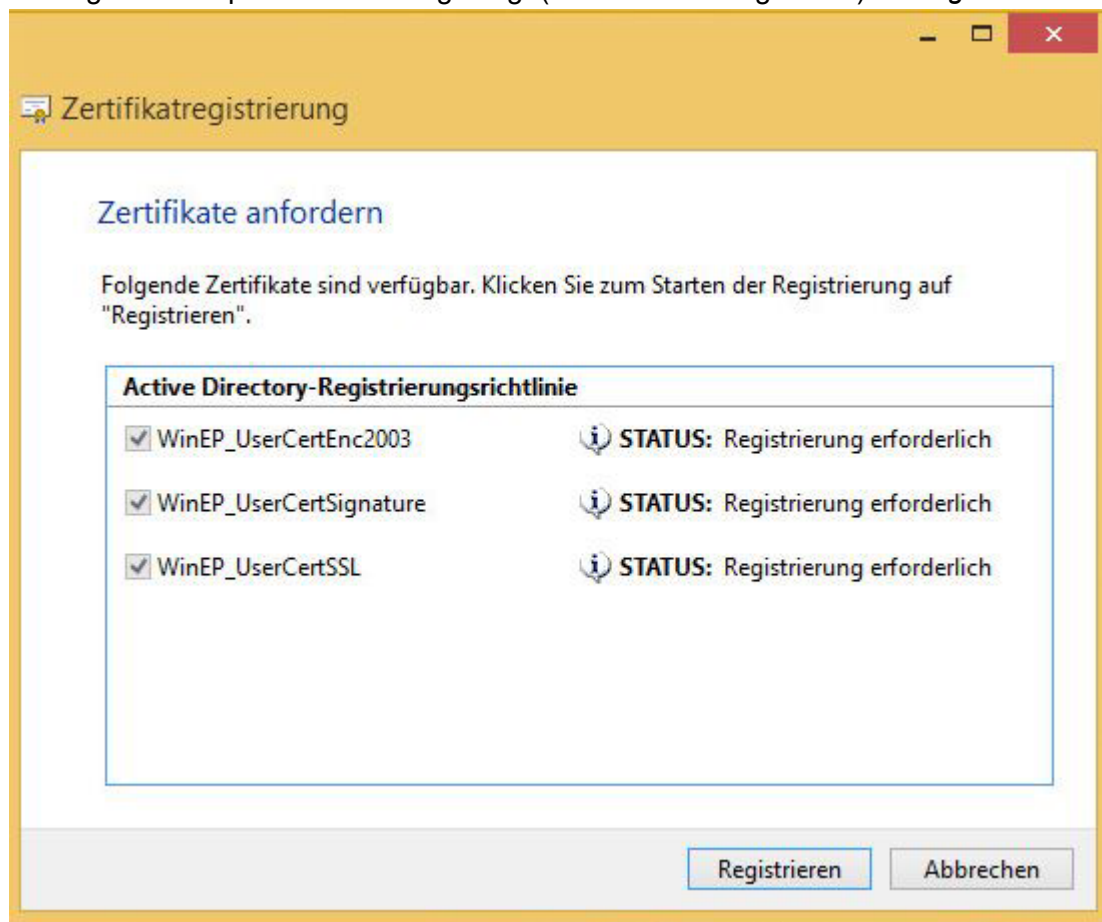 Zertifikatregistrierung
Zertifikate anfordern
Folgende Zertifikate sind verfügbar. Klicken Sie zum Starten der Registrierung auf
"Registrieren".
Active Directory-Registrierungsrichtlinie
WinEP_UserCertEnc2003 STATUS: Registrierung erforderlich
WinEP_UserCertSignature STATUS: Registrierung erforderlich
WinEP_UserCertSSL STATUS: Registrierung erforderlich
Registrieren Abbrechen